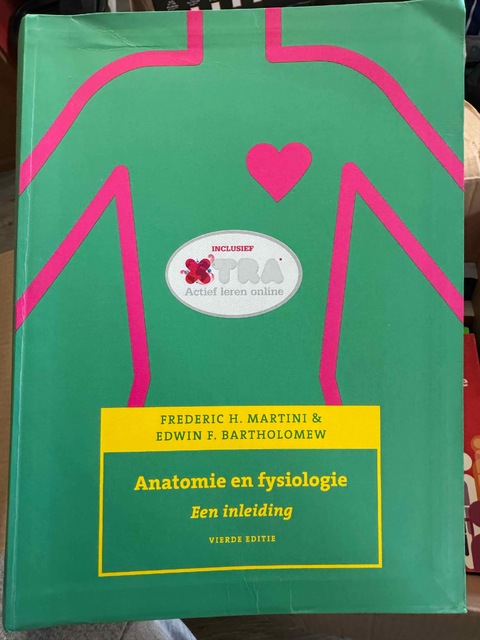 INCLUSIEF
XTRA
Actief leren online
FREDERIC H. MARTINI &
EDWIN F. BARTHOLOMEW
Anatomie en fysiologie
Een inleiding
VIERDE EDITIE